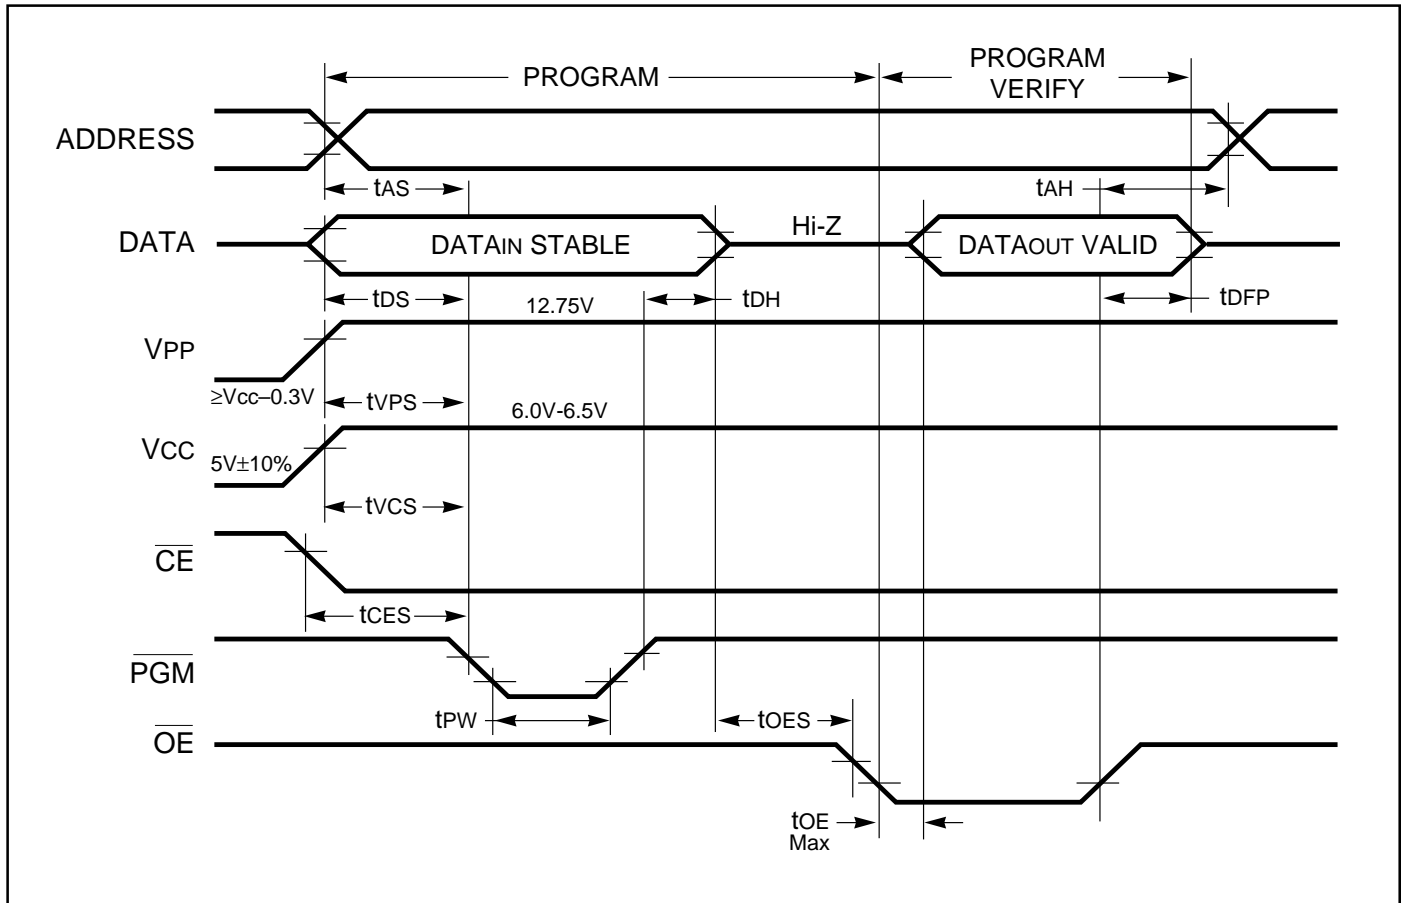 PROGRAM
PROGRAM
VERIFY
ADDRESS
tAS
tAH
DATA
DATAIN STABLE
Hi-Z
DATAOUT VALID
tDS
12.75V
tDH
tDFP
VPP
≥Vcc–0.3V
tVPS
6.0V-6.5V
VCC
5V±10%
tVCS
CE
tCES
PGM
tPW
tOES
OE
tOE
Max